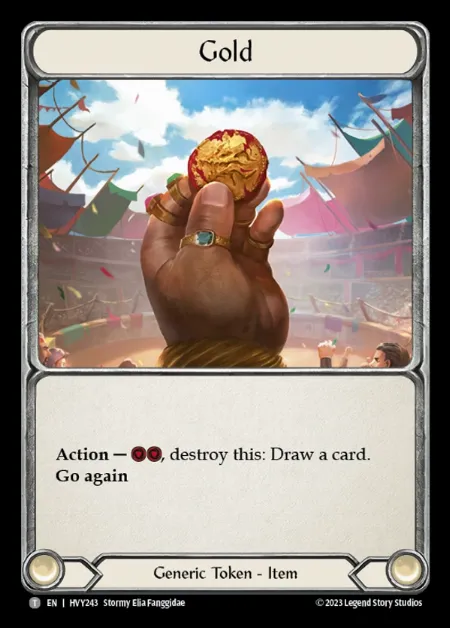 Gold
Action — , destroy this: Draw a card.
Go again
Generic Token - Item
T EN | HVY243 Stormy Elia Fanggidae
© 2023 Legend Story Studios